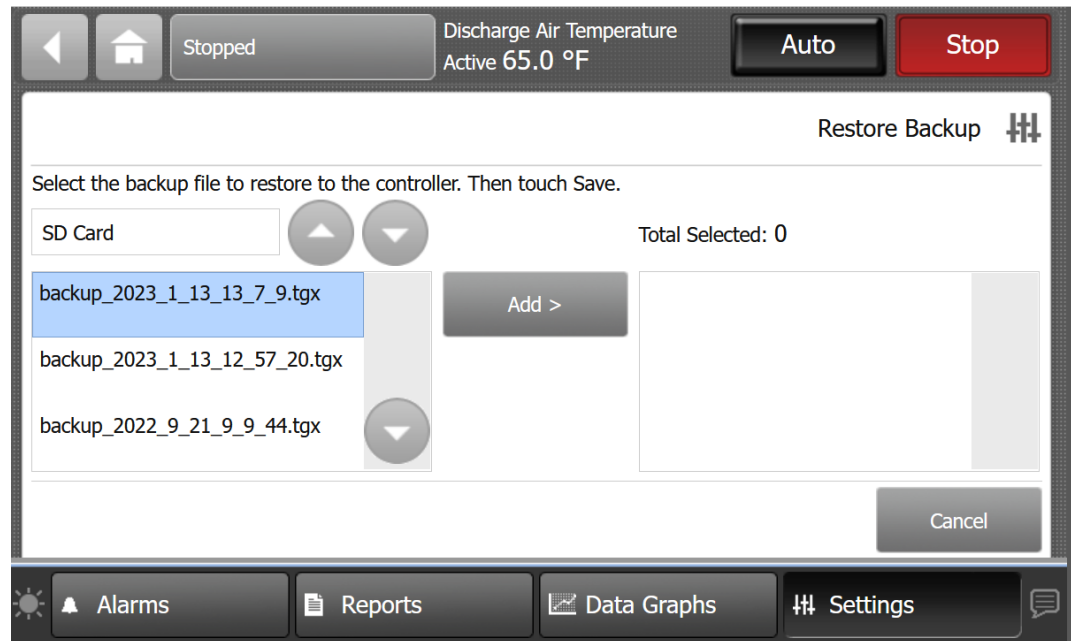 Stopped
Discharge Air Temperature
Active 65.0 °F
Auto
Stop
Restore Backup
Select the backup file to restore to the controller. Then touch Save.
SD Card
Total Selected: 0
backup_2023_1_13_13_7_9.tgx
Add >
backup_2023_1_13_12_57_20.tgx
backup_2022_9_21_9_9_44.tgx
Cancel
Alarms
Reports
Data Graphs
Settings